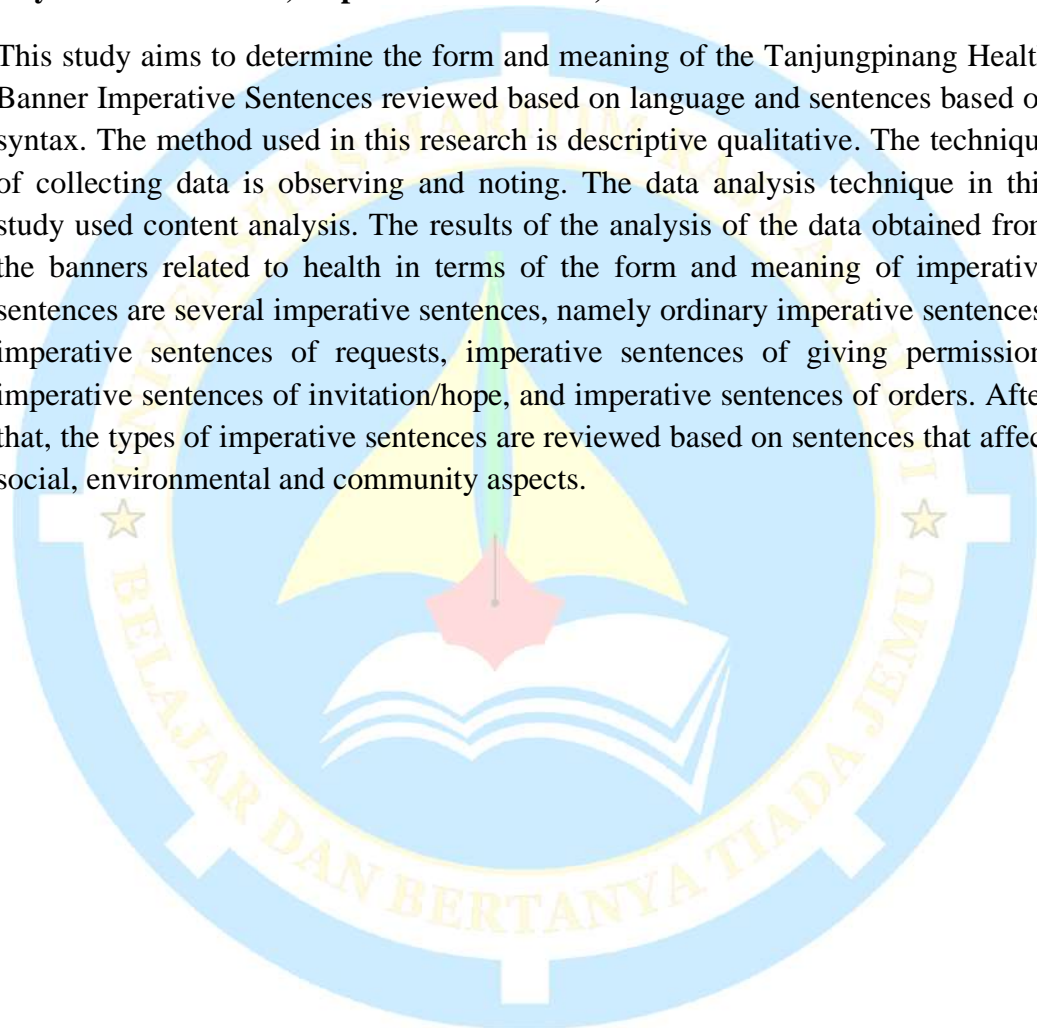 This study aims to determine the form and meaning of the Tanjungpinang Healt
Banner Imperative Sentences reviewed based on language and sentences based o
syntax. The method used in this research is descriptive qualitative. The techniqu
of collecting data is observing and noting. The data analysis technique in thi
study used content analysis. The results of the analysis of the data obtained from
the banners related to health in terms of the form and meaning of imperativ
sentences are several imperative sentences, namely ordinary imperative sentences
imperative sentences of requests, imperative sentences of giving permission
imperative sentences of invitation/hope, and imperative sentences of orders. Afte
that, the types of imperative sentences are reviewed based on sentences that affec
social, environmental and community aspects.
UNIVERSITAS MARITIM RAJA ALI HAJI
BELAJAR DAN BERTANYA TIADA JEMU